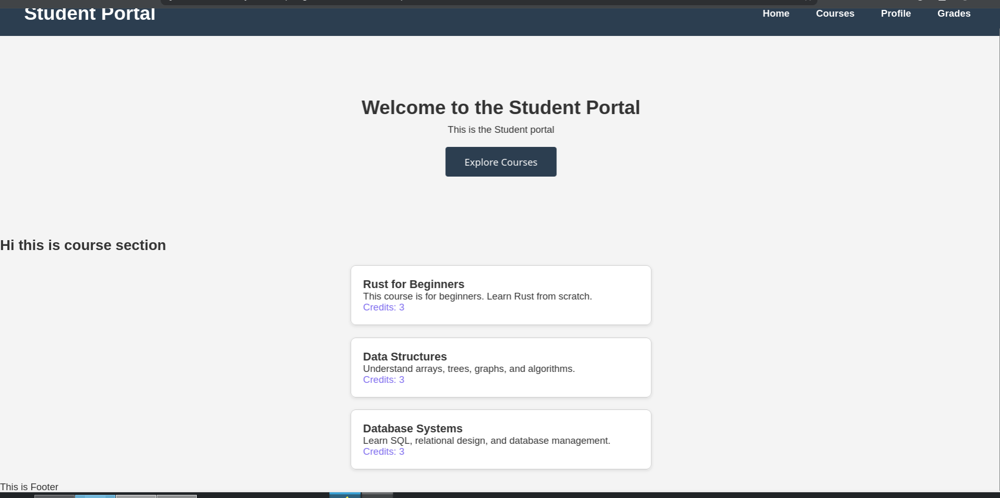 Student Portal
Home Courses Profile Grades
Welcome to the Student Portal
This is the Student portal
Explore Courses
Hi this is course section
Rust for Beginners
This course is for beginners. Learn Rust from scratch.
Credits: 3
Data Structures
Understand arrays, trees, graphs, and algorithms.
Credits: 3
Database Systems
Learn SQL, relational design, and database management.
Credits: 3
This is Footer